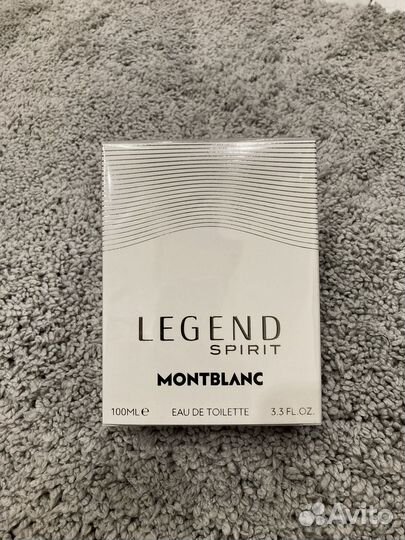 LEGEND
SPIRIT
MONTBLANC
100ML ℮ EAU DE TOILETTE 3.3 FL.OZ.
Avito